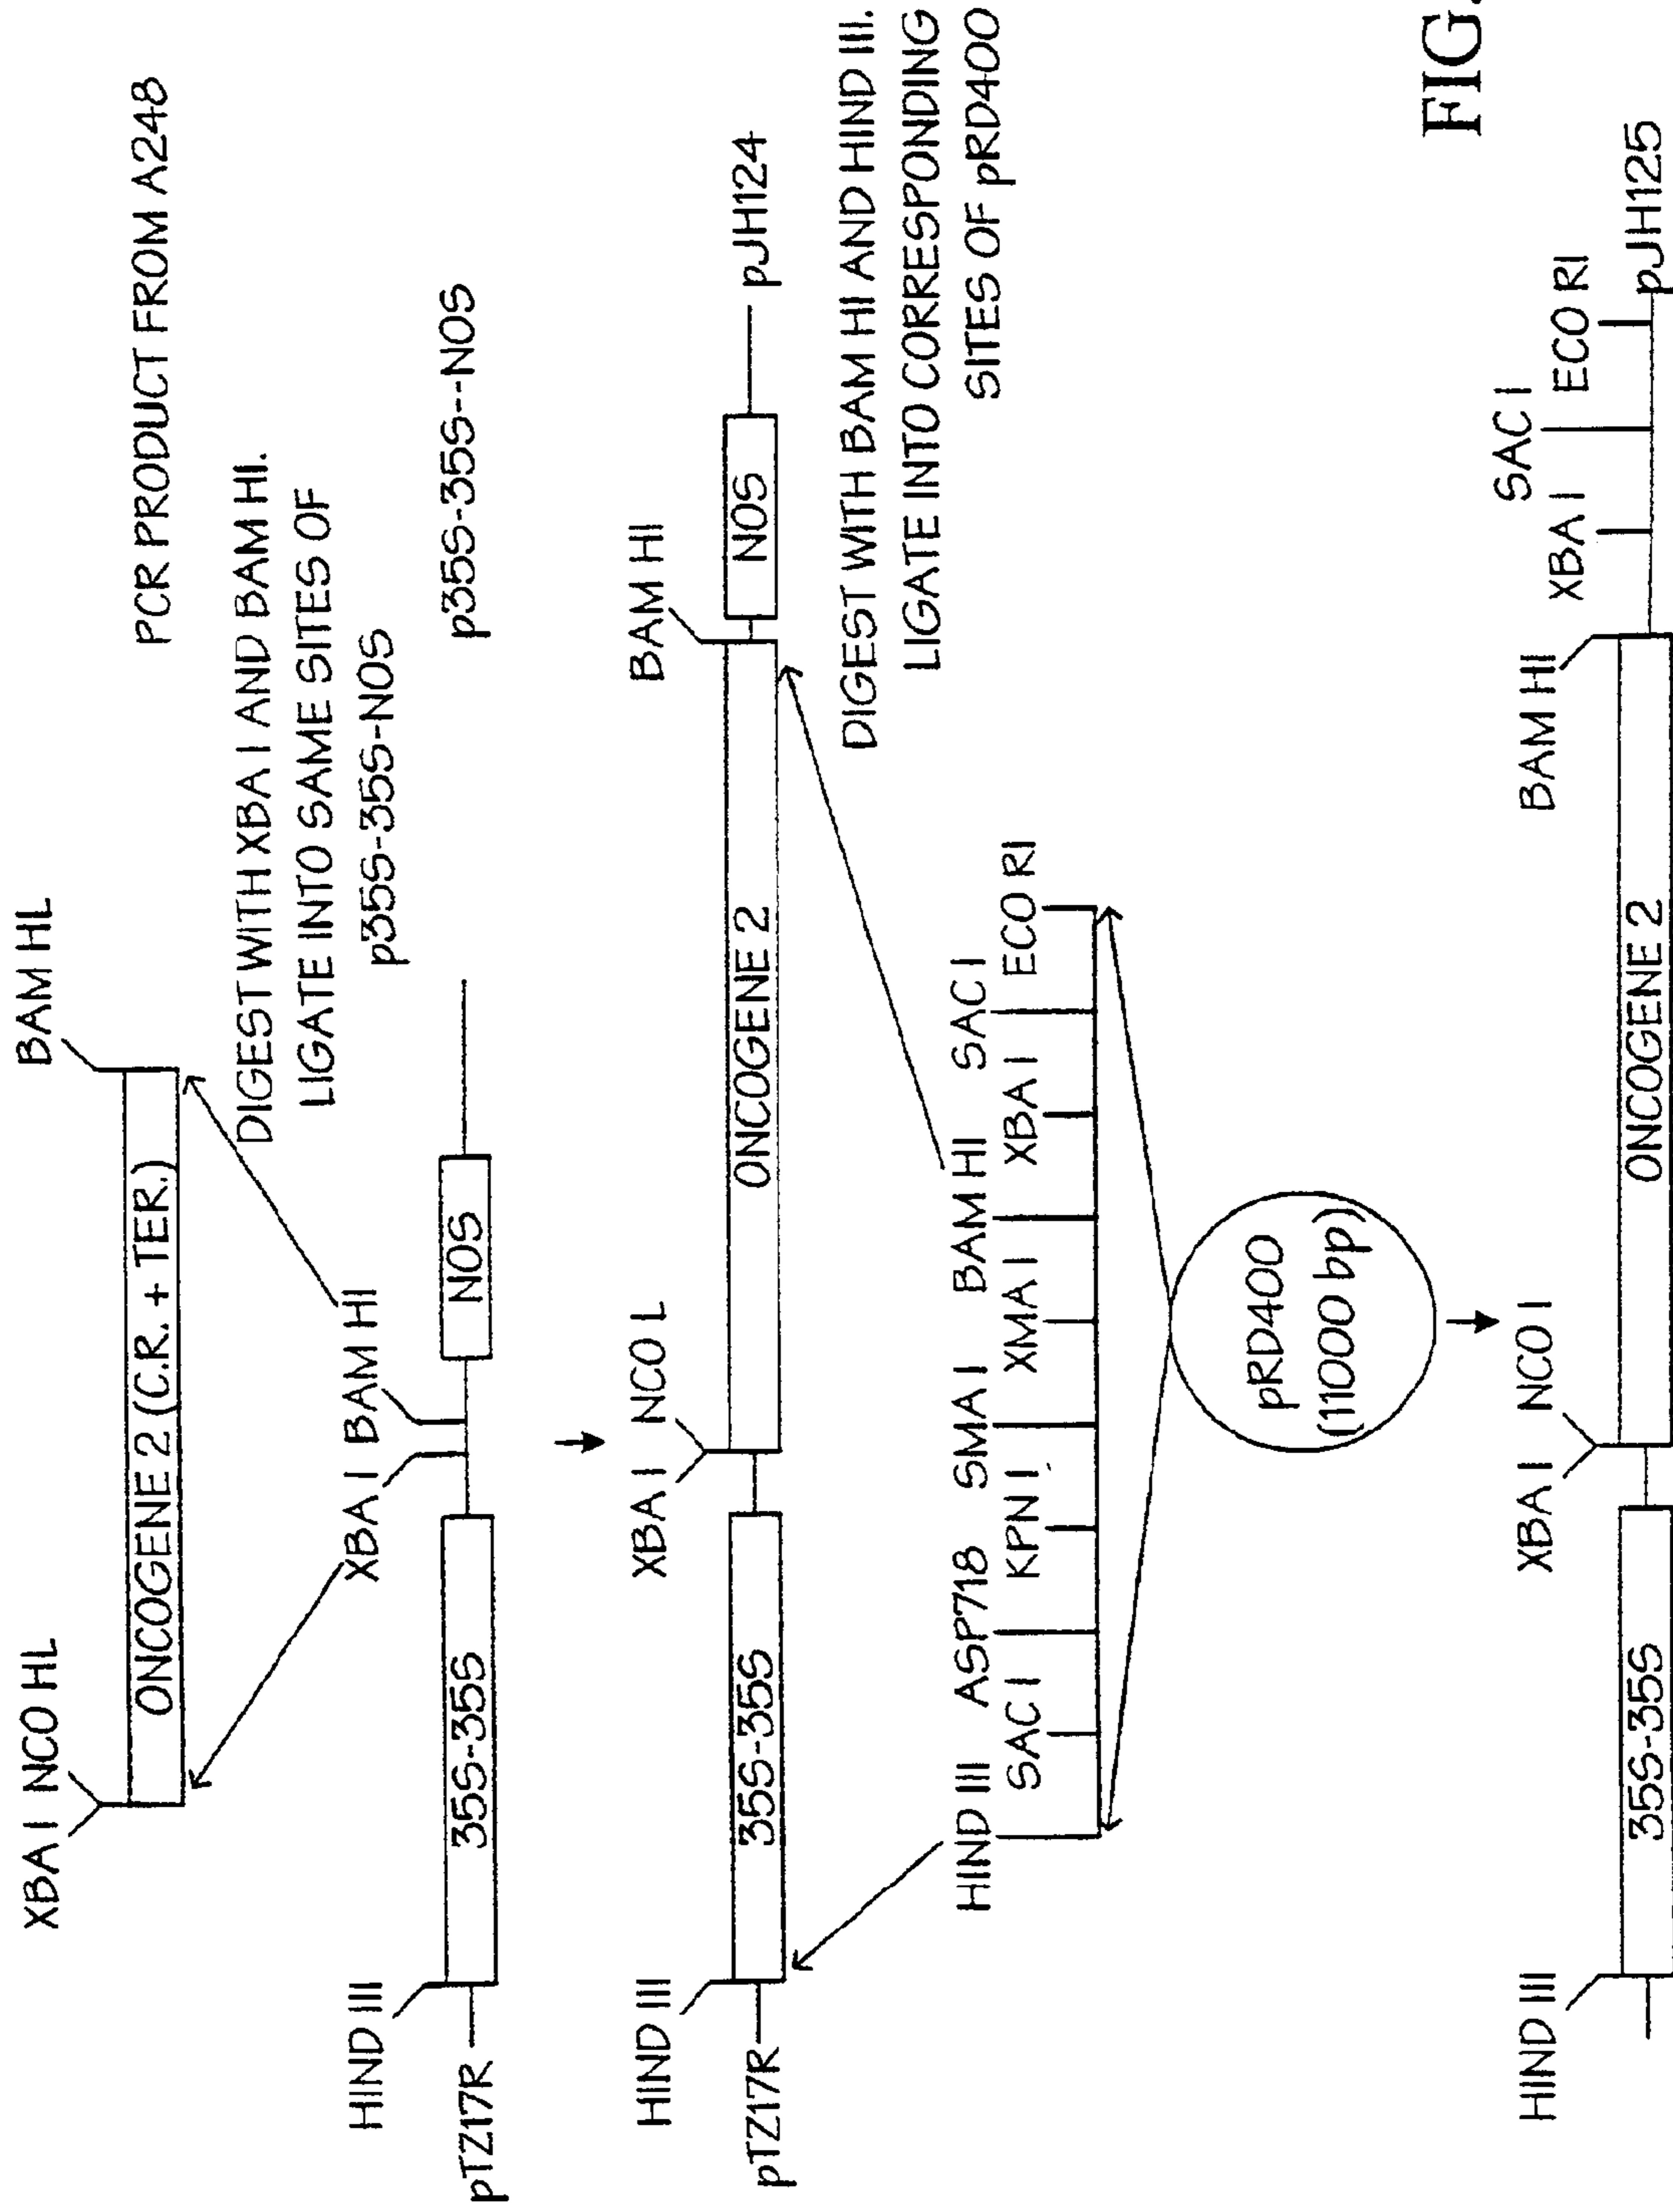 XBA I NCO HL
BAM HL
ONCOGENE 2 (C.R. + TER.)
PCR PRODUCT FROM A248
DIGEST WITH XBA I AND BAM HI.
LIGATE INTO SAME SITES OF
p35S-35S-NOS
HIND III
XBA I BAM HI
pTZ17R
35S-35S
NOS
p35S-35S--NOS
HIND III
XBA I NCO L
BAM HI
pTZ17R
35S-35S
ONCOGENE 2
NOS
pJH124
DIGEST WITH BAM HI AND HIND III.
LIGATE INTO CORRESPONDING
SITES OF pRD400
HIND III ASP718 SMA I BAM HI SAC I
SAC I KPN I XMA I XBA I ECO RI
pRD400
(11000 bp)
FIG.
HIND III
XBA I NCO I
BAM HI
XBA I
SAC I
ECO RI
35S-35S
ONCOGENE 2
pJH125